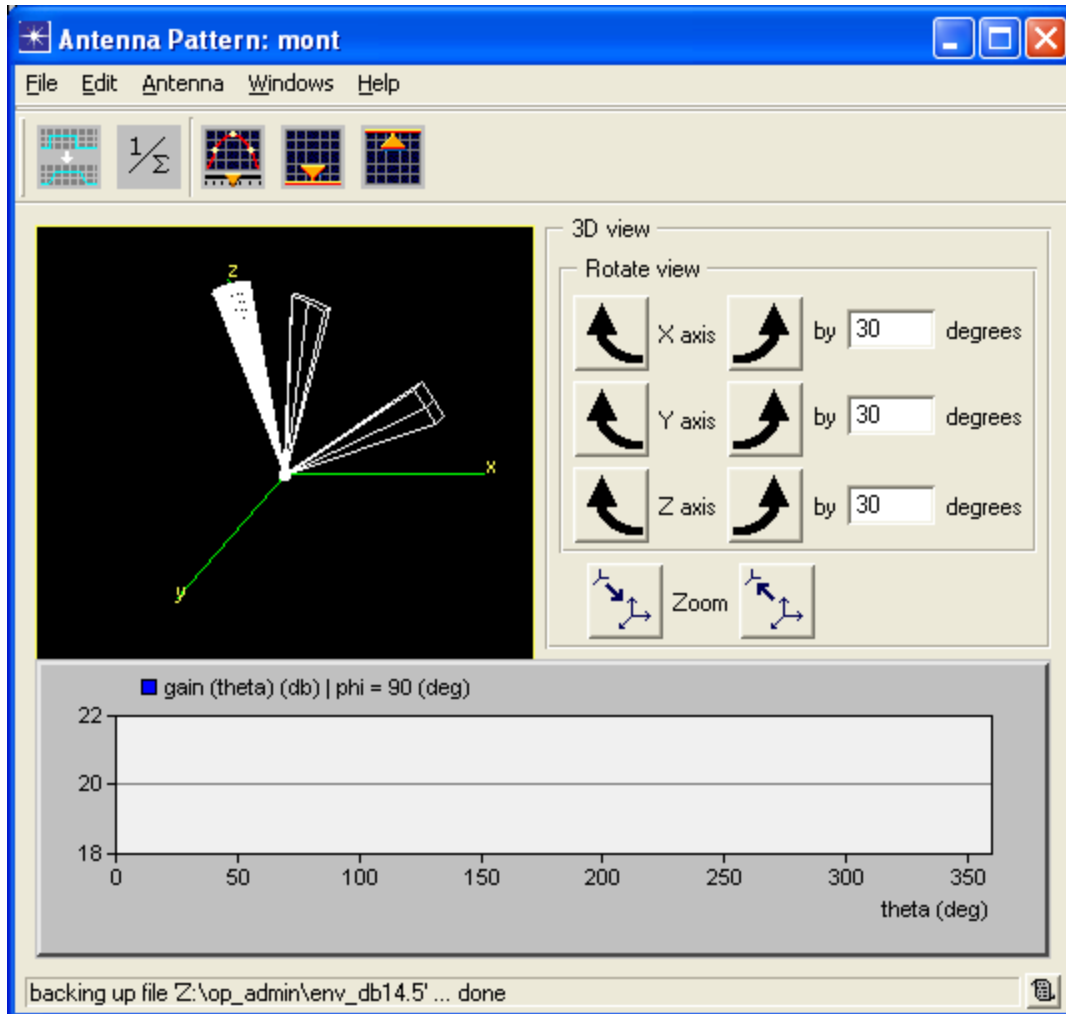 Antenna Pattern: mont
File Edit Antenna Windows Help
1/Σ
3D view
Rotate view
z
x
y
X axis by 30 degrees
Y axis by 30 degrees
Z axis by 30 degrees
Zoom
gain (theta) (db) | phi = 90 (deg)
22
20
18
0 50 100 150 200 250 300 350
theta (deg)
backing up file 'Z:\op_admin\env_db14.5' ... done